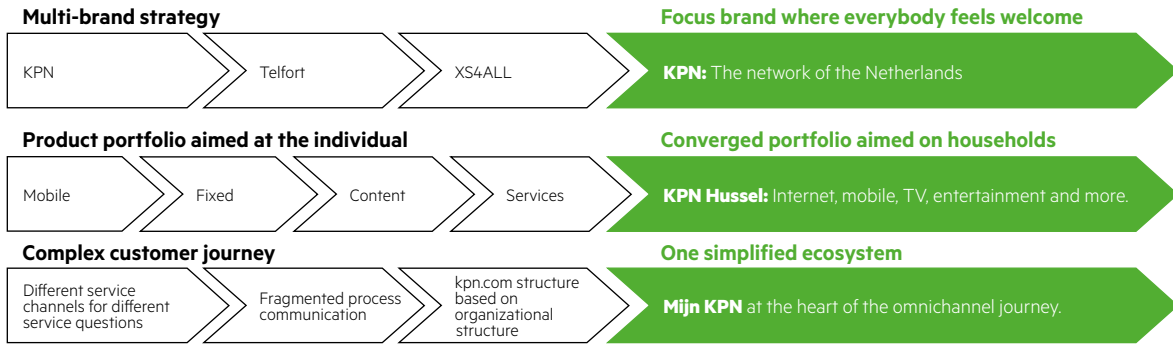 Multi-brand strategy
Focus brand where everybody feels welcome
KPN
Telfort
XS4ALL
KPN: The network of the Netherlands
Product portfolio aimed at the individual
Converged portfolio aimed on households
Mobile
Fixed
Content
Services
KPN Hussel: Internet, mobile, TV, entertainment and more.
Complex customer journey
One simplified ecosystem
Different service
channels for different
service questions
Fragmented process
communication
kpn.com structure
based on
organizational
structure
Mijn KPN at the heart of the omnichannel journey.